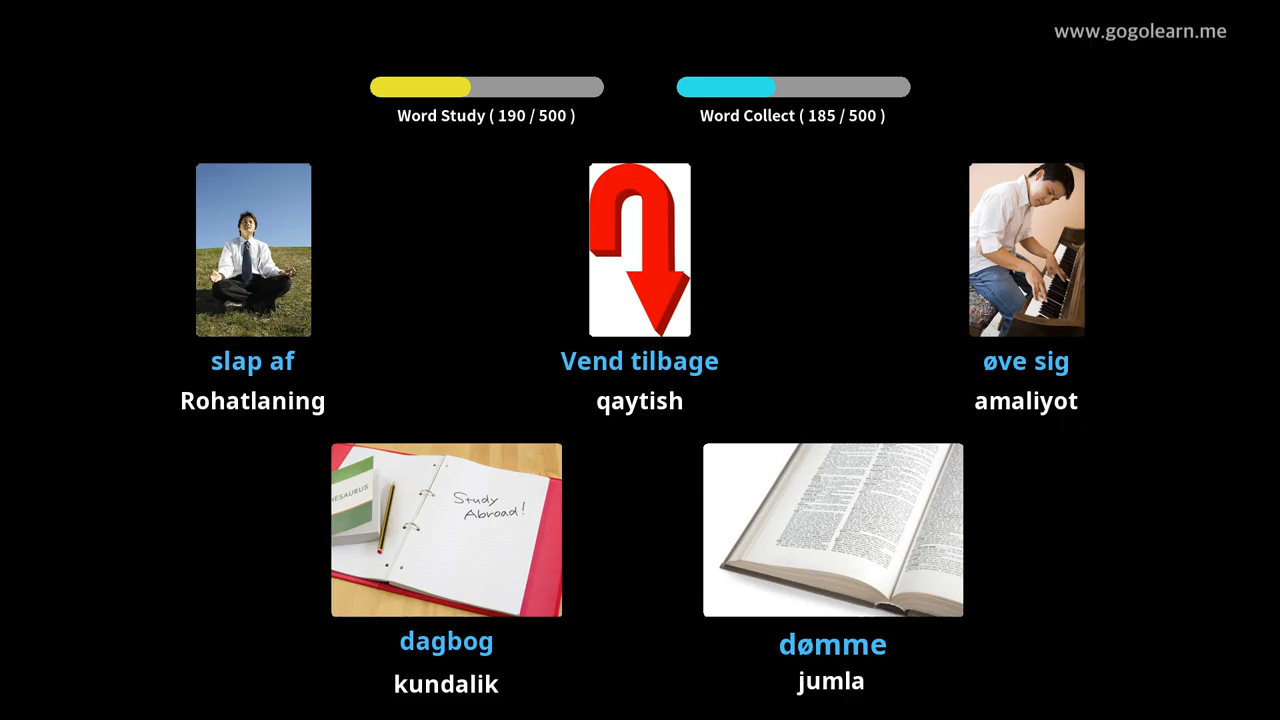 www.gogolearn.me
Word Study ( 190 / 500 )
Word Collect ( 185 / 500 )
slap af
Vend tilbage
øve sig
Rohatlaning
qaytish
amaliyot
HESAURUS
Study
Abroad!
dagbog
dømme
kundalik
jumla